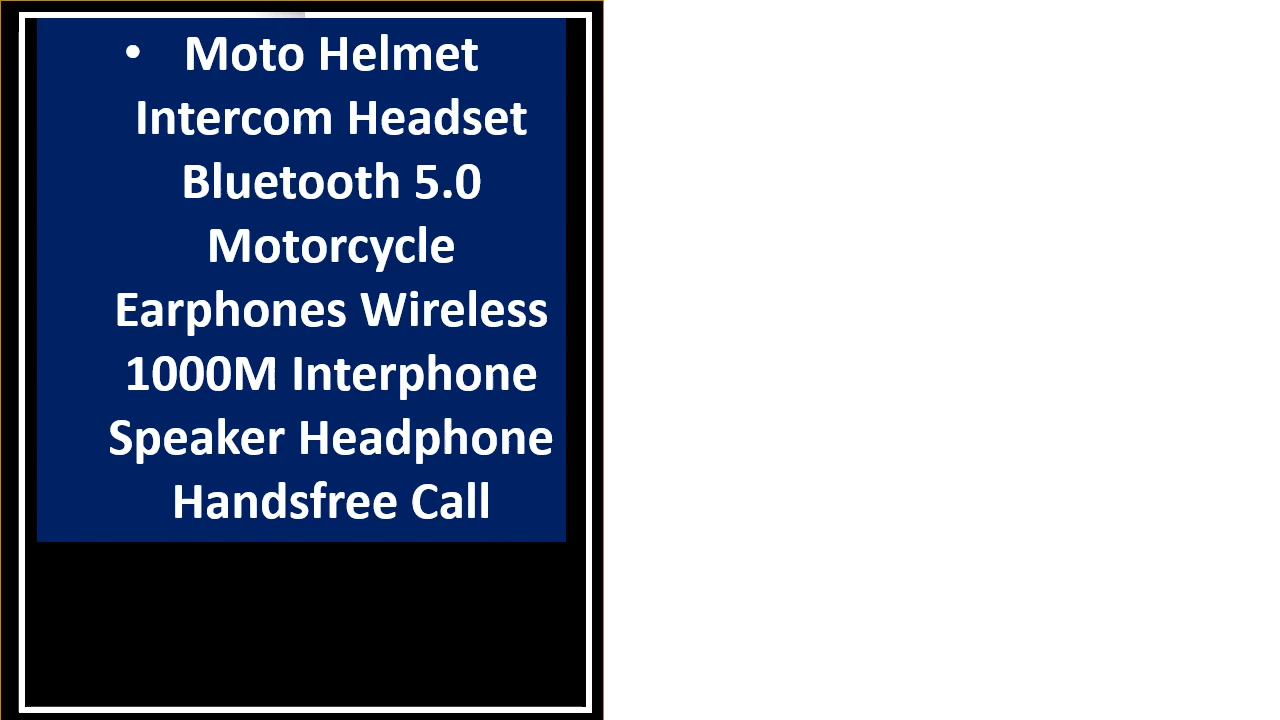 • Moto Helmet
Intercom Headset
Bluetooth 5.0
Motorcycle
Earphones Wireless
1000M Interphone
Speaker Headphone
Handsfree Call